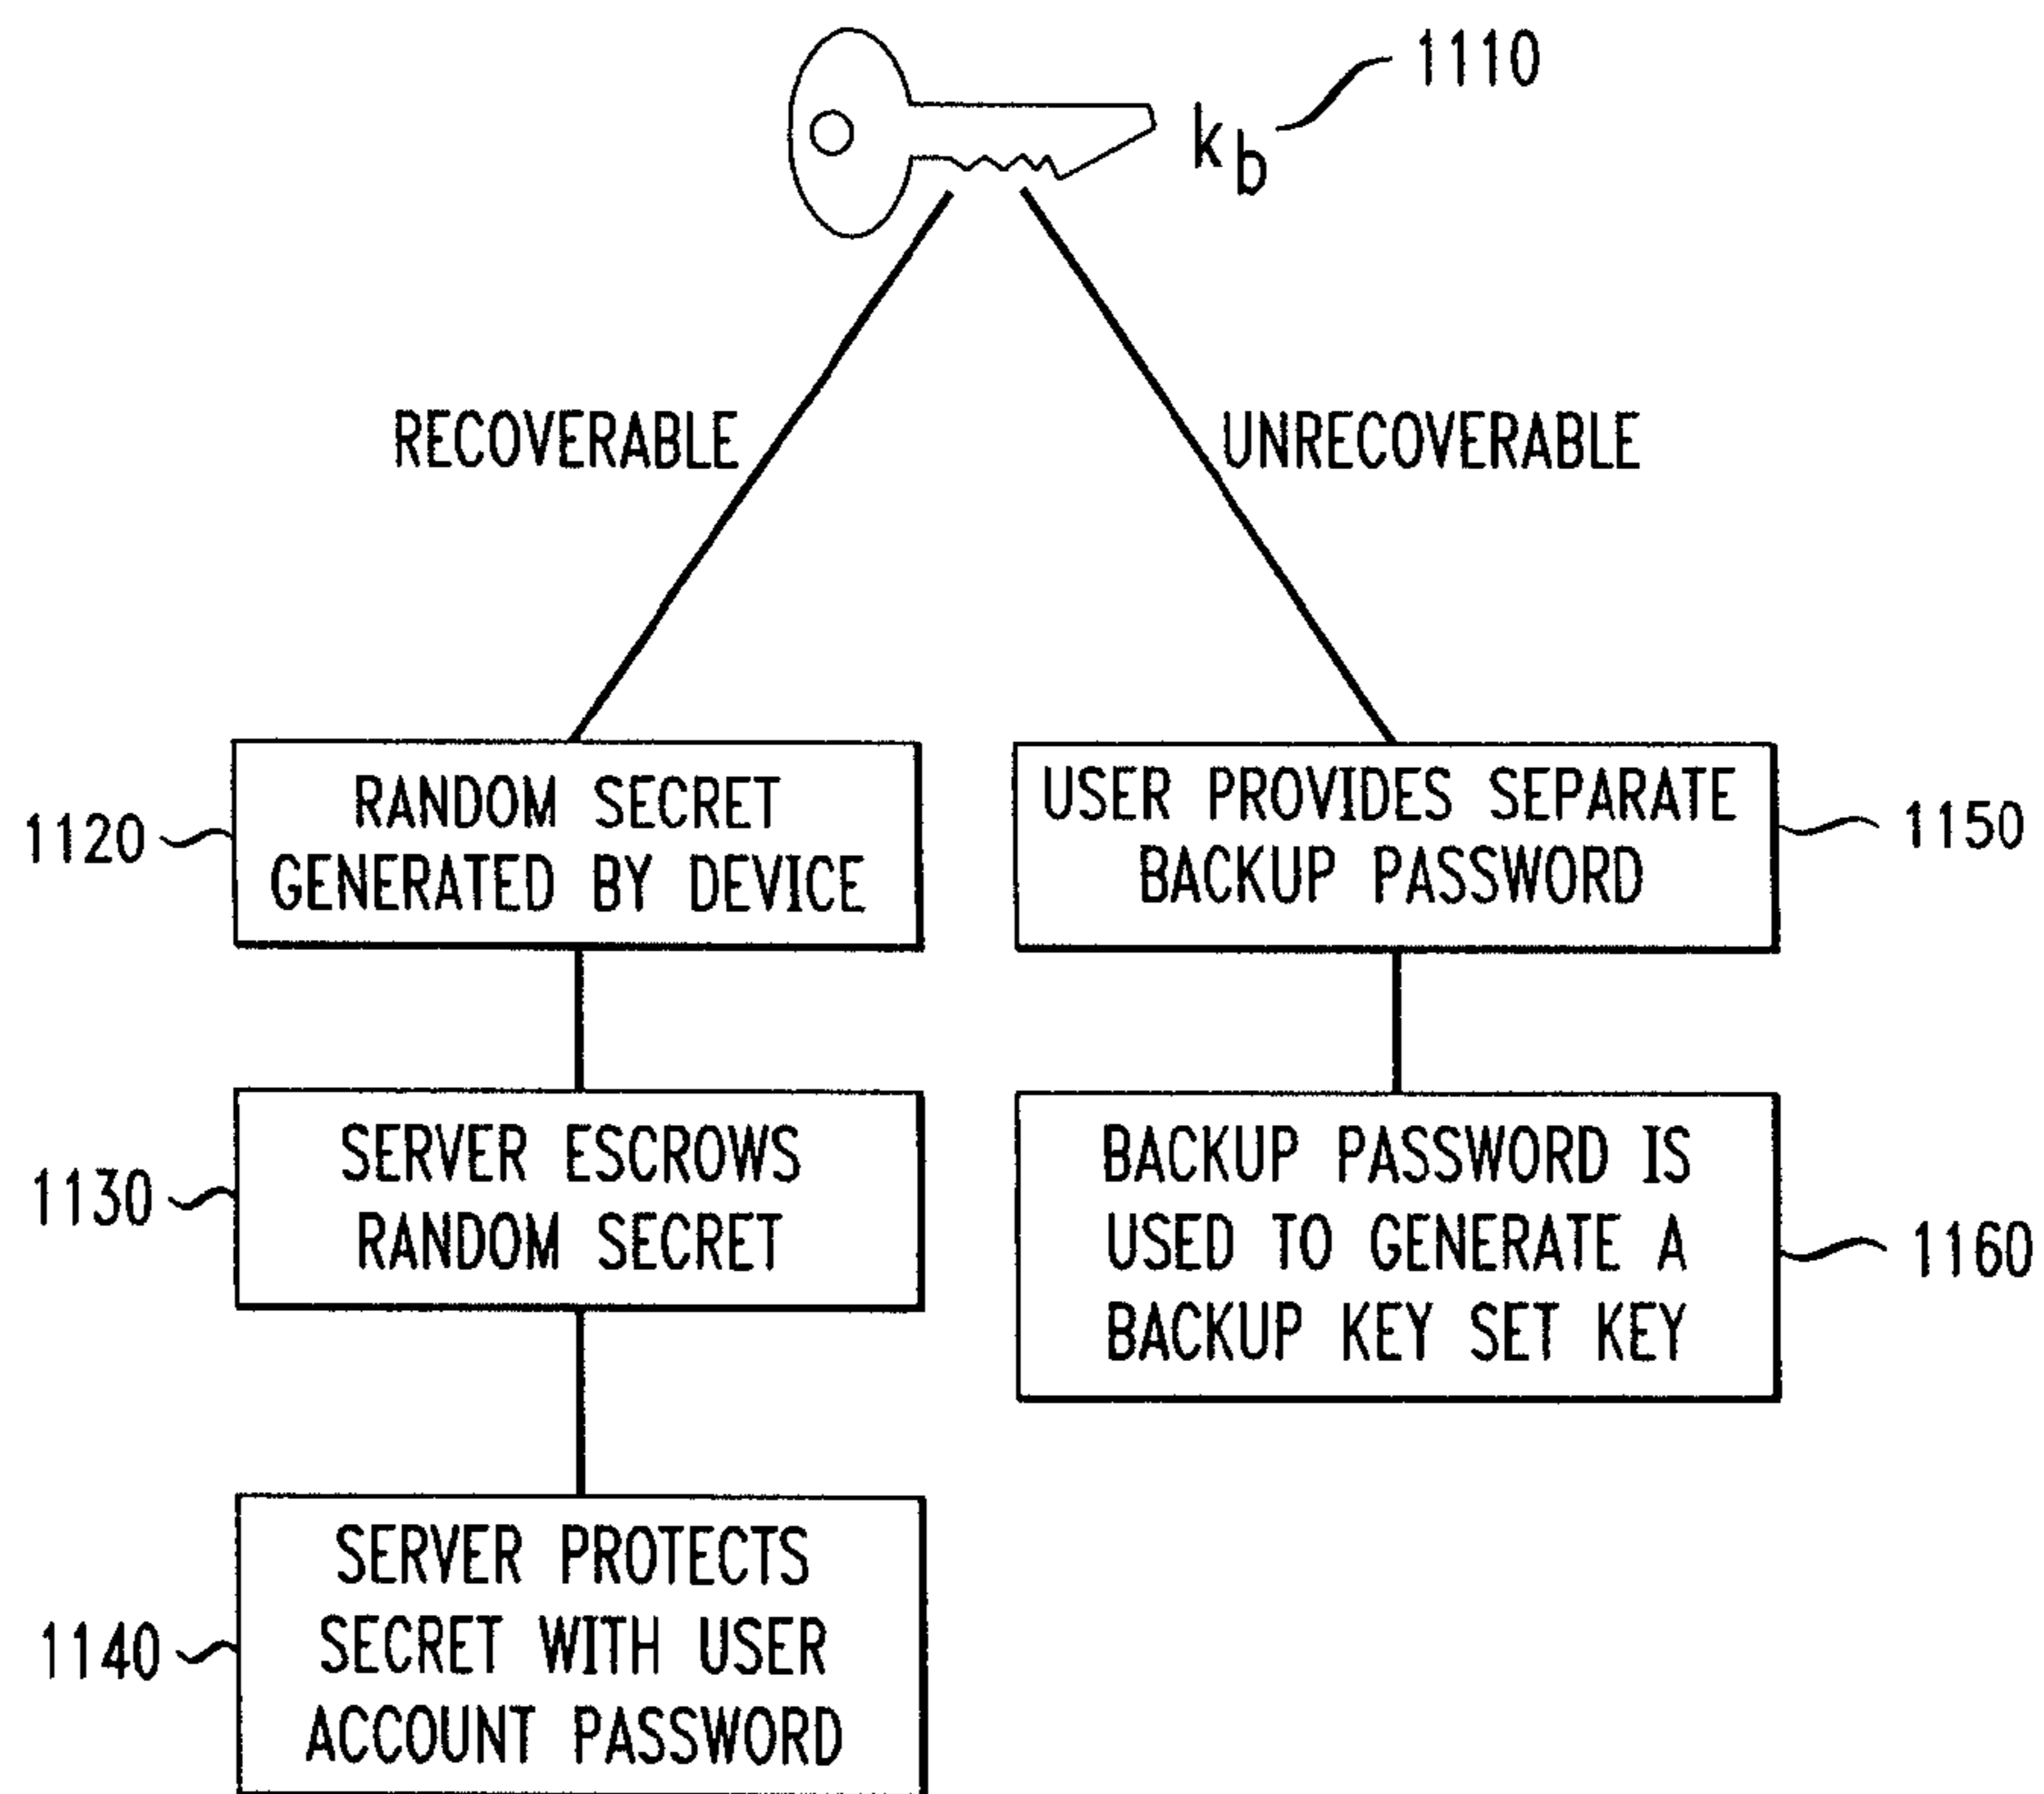 1110
kb
RECOVERABLE
UNRECOVERABLE
1120
RANDOM SECRET
GENERATED BY DEVICE
USER PROVIDES SEPARATE
BACKUP PASSWORD
1150
1130
SERVER ESCROWS
RANDOM SECRET
BACKUP PASSWORD IS
USED TO GENERATE A
BACKUP KEY SET KEY
1160
1140
SERVER PROTECTS
SECRET WITH USER
ACCOUNT PASSWORD